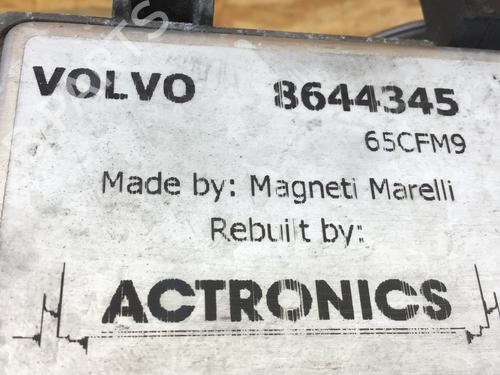 VOLVO 8644345
65CFM9
Made by: Magneti Marelli
Rebuilt by:
ACTRONICS